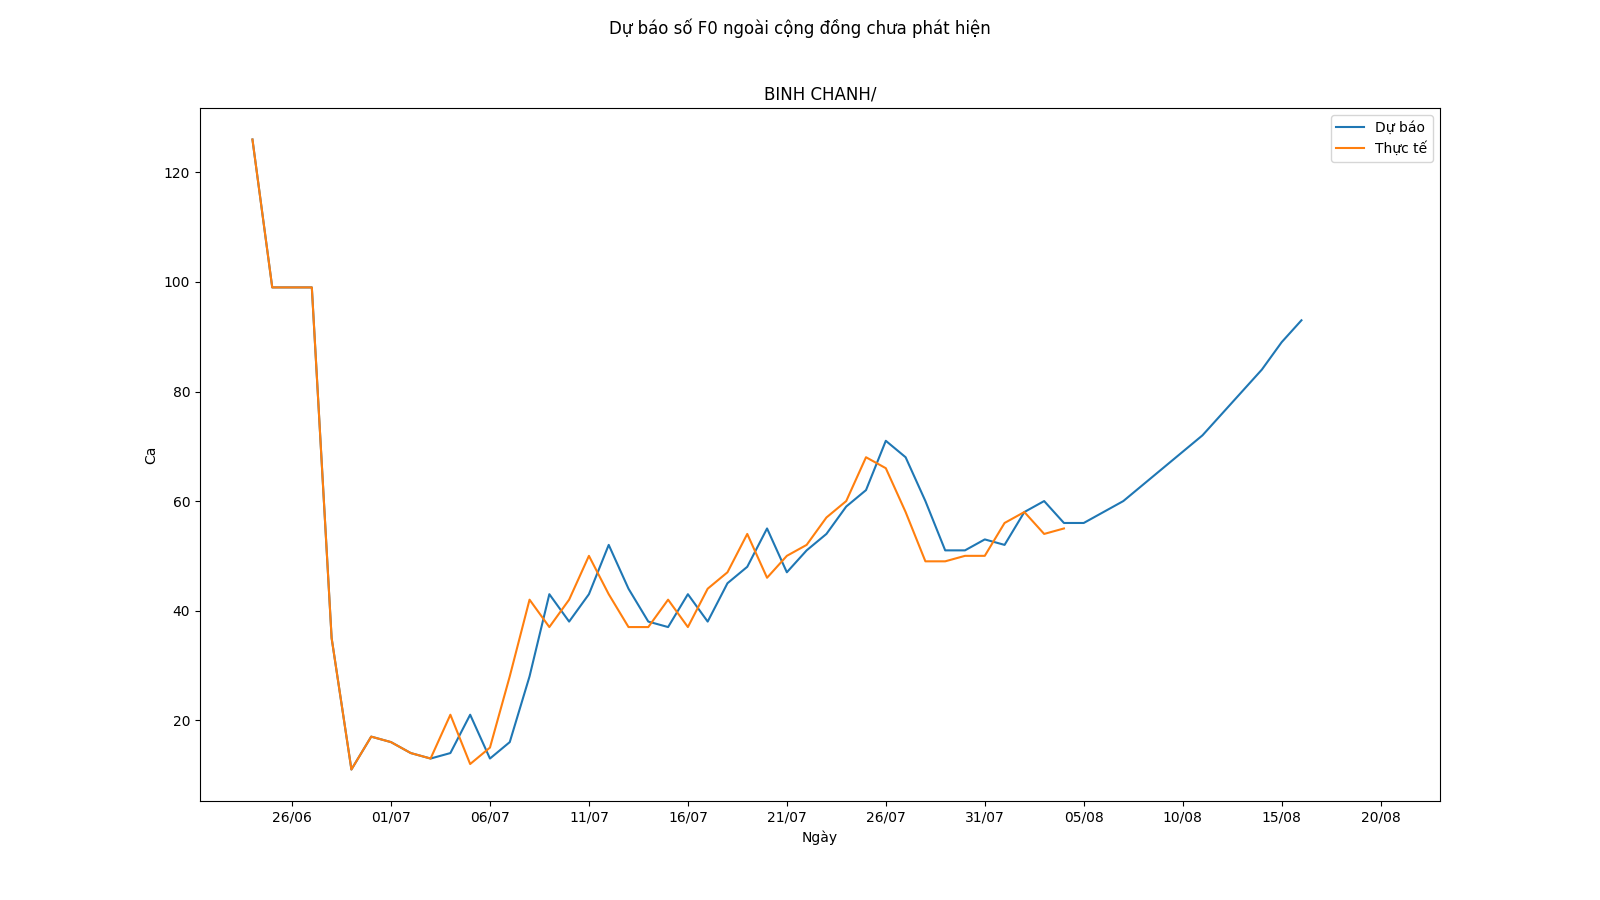 Dự báo số F0 ngoài cộng đồng chưa phát hiện
BINH CHANH/
Dự báo
Thực tế
120
100
80
60
40
20
Ca
26/06 01/07 06/07 11/07 16/07 21/07 26/07 31/07 05/08 10/08 15/08 20/08
Ngày